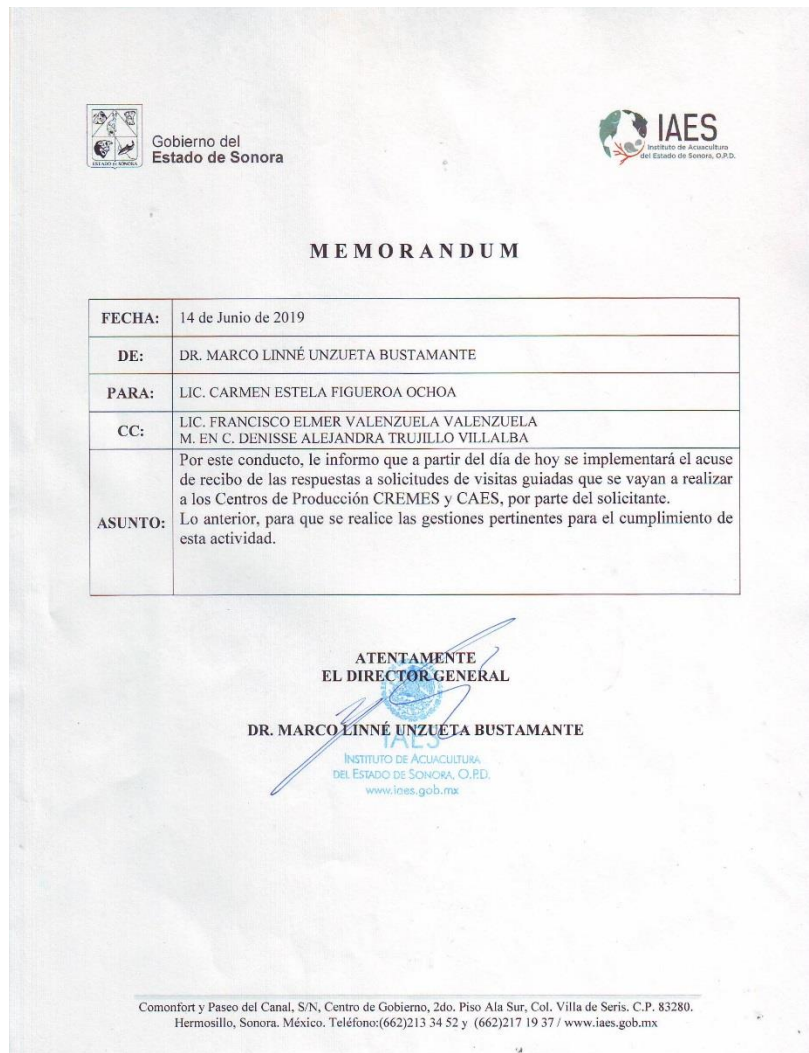 Gobierno del
Estado de Sonora
ESTADO DE SONORA
IAES
Instituto de Acuacultura
del Estado de Sonora, O.P.D.
MEMORANDUM
FECHA: 14 de Junio de 2019
DE: DR. MARCO LINNÉ UNZUETA BUSTAMANTE
PARA: LIC. CARMEN ESTELA FIGUEROA OCHOA
CC: LIC. FRANCISCO ELMER VALENZUELA VALENZUELA
M. EN C. DENISSE ALEJANDRA TRUJILLO VILLALBA
ASUNTO: Por este conducto, le informo que a partir del día de hoy se implementará el acuse
de recibo de las respuestas a solicitudes de visitas guiadas que se vayan a realizar
a los Centros de Producción CREMES y CAES, por parte del solicitante.
Lo anterior, para que se realice las gestiones pertinentes para el cumplimiento de
esta actividad.
ATENTAMENTE
EL DIRECTOR GENERAL
DR. MARCO LINNÉ UNZUETA BUSTAMANTE
IAES
INSTITUTO DE ACUACULTURA
DEL ESTADO DE SONORA, O.P.D.
www.iaes.gob.mx
Comonfort y Paseo del Canal, S/N, Centro de Gobierno, 2do. Piso Ala Sur, Col. Villa de Seris. C.P. 83280.
Hermosillo, Sonora. México. Teléfono:(662)213 34 52 y (662)217 19 37 / www.iaes.gob.mx